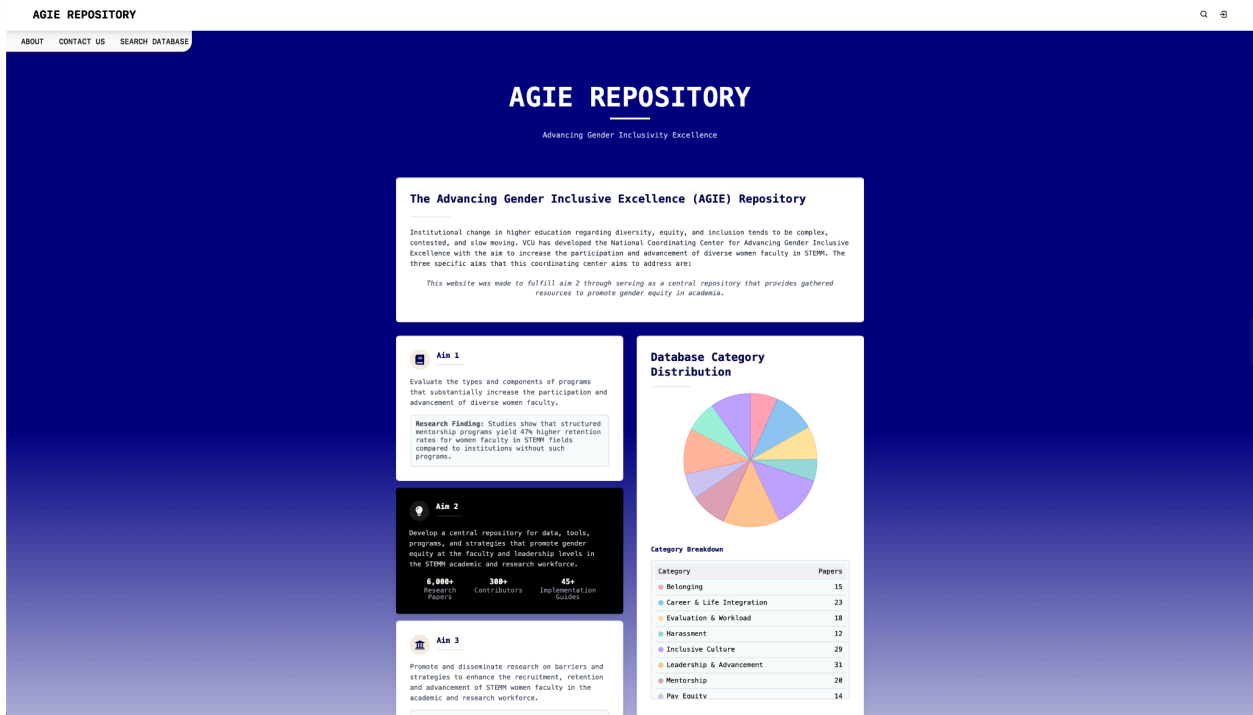 AGIE REPOSITORY
ABOUT CONTACT US SEARCH DATABASE
AGIE REPOSITORY
Advancing Gender Inclusivity Excellence
The Advancing Gender Inclusive Excellence (AGIE) Repository
Institutional change in higher education regarding diversity, equity, and inclusion tends to be complex,
contested, and slow moving. VCU has developed the National Coordinating Center for Advancing Gender Inclusive
Excellence with the aim to increase the participation and advancement of diverse women faculty in STEMM. The
three specific aims that this coordinating center aims to address are:
This website was made to fulfill aim 2 through serving as a central repository that provides gathered
resources to promote gender equity in academia.
Aim 1
Evaluate the types and components of programs
that substantially increase the participation and
advancement of diverse women faculty.
Research Finding: Studies show that structured
mentorship programs yield 47% higher retention
rates for women faculty in STEMM fields
compared to institutions without such
programs.
Aim 2
Develop a central repository for data, tools,
programs, and strategies that promote gender
equity at the faculty and leadership levels in
the STEMM academic and research workforce.
6,000+ 300+ 45+
Research Contributors Implementation
Papers Guides
Aim 3
Promote and disseminate research on barriers and
strategies to enhance the recruitment, retention
and advancement of STEMM women faculty in the
academic and research workforce.
Database Category
Distribution
Category Breakdown
Category Papers
Belonging 15
Career & Life Integration 23
Evaluation & Workload 18
Harassment 12
Inclusive Culture 29
Leadership & Advancement 31
Mentorship 20
Pay Equity 14